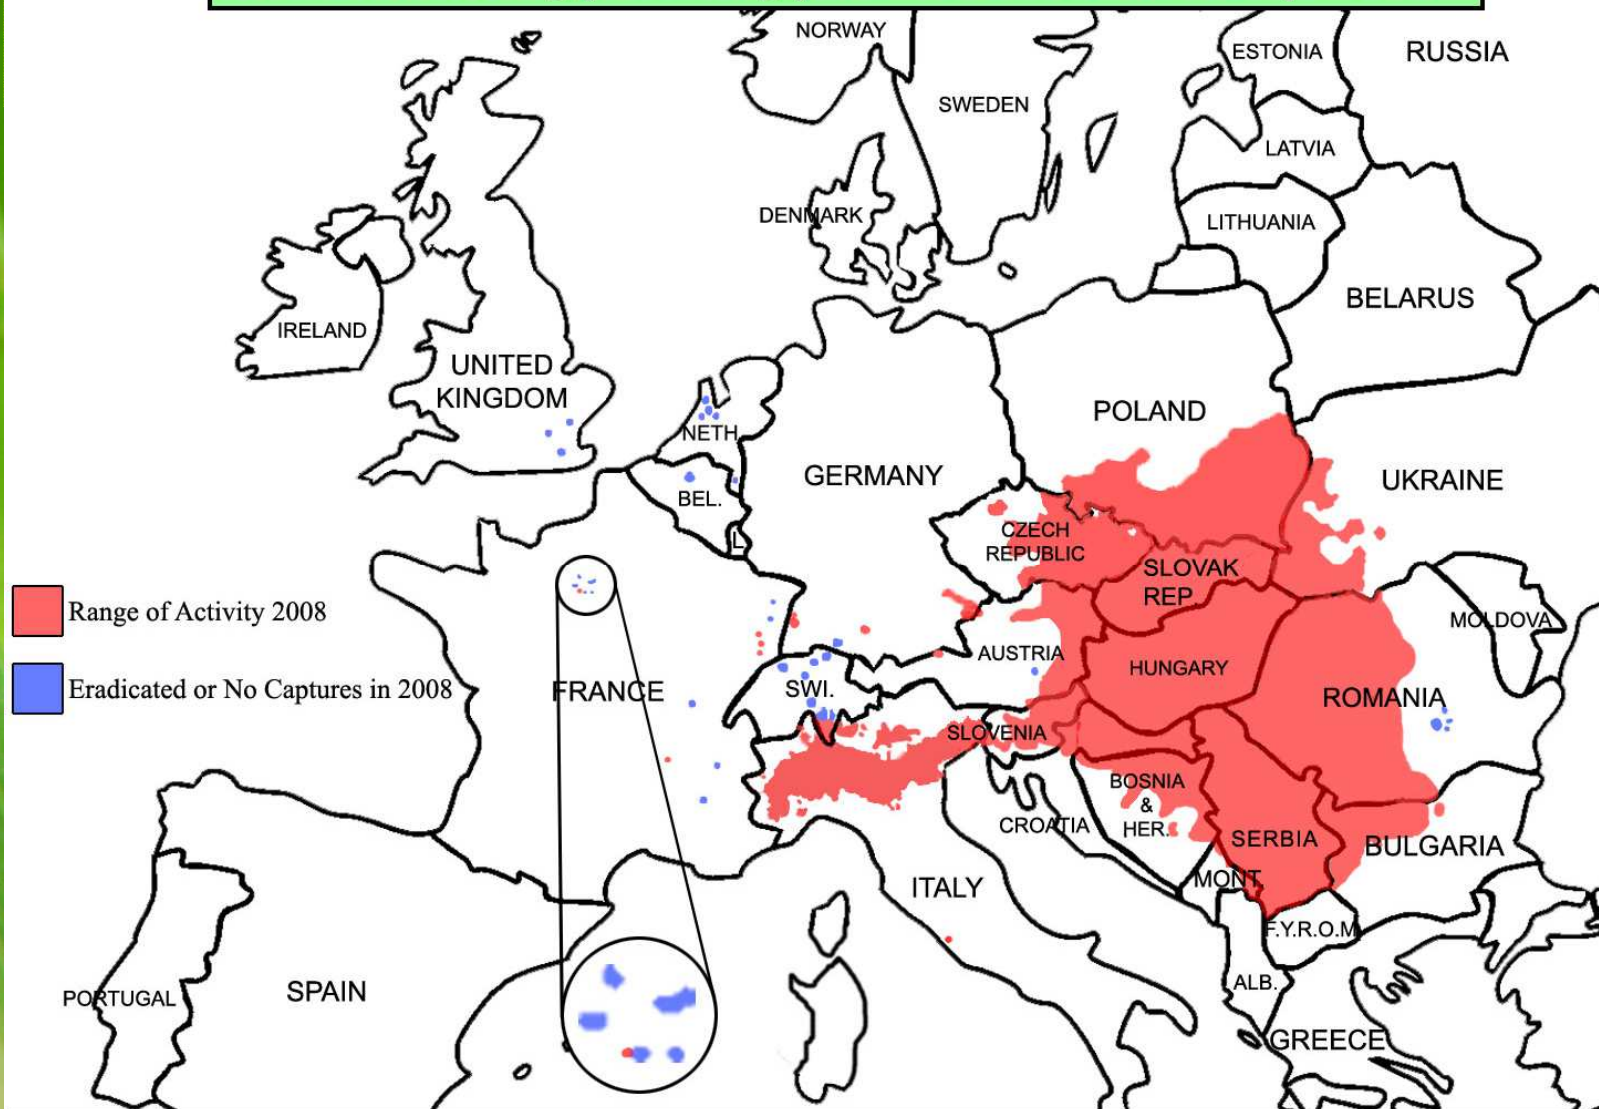 NORWAY
ESTONIA
RUSSIA
SWEDEN
LATVIA
DENMARK
LITHUANIA
BELARUS
IRELAND
UNITED
KINGDOM
POLAND
NETH.
GERMANY
UKRAINE
BEL.
L
CZECH
REPUBLIC
SLOVAK
REP
Range of Activity 2008
MOLDOVA
AUSTRIA
HUNGARY
Eradicated or No Captures in 2008
FRANCE
SWI.
ROMANIA
SLOVENIA
BOSNIA
&
HER.
CROATIA
SERBIA
BULGARIA
MONT
ITALY
F.Y.R.O.M
ALB.
PORTUGAL
SPAIN
GREECE